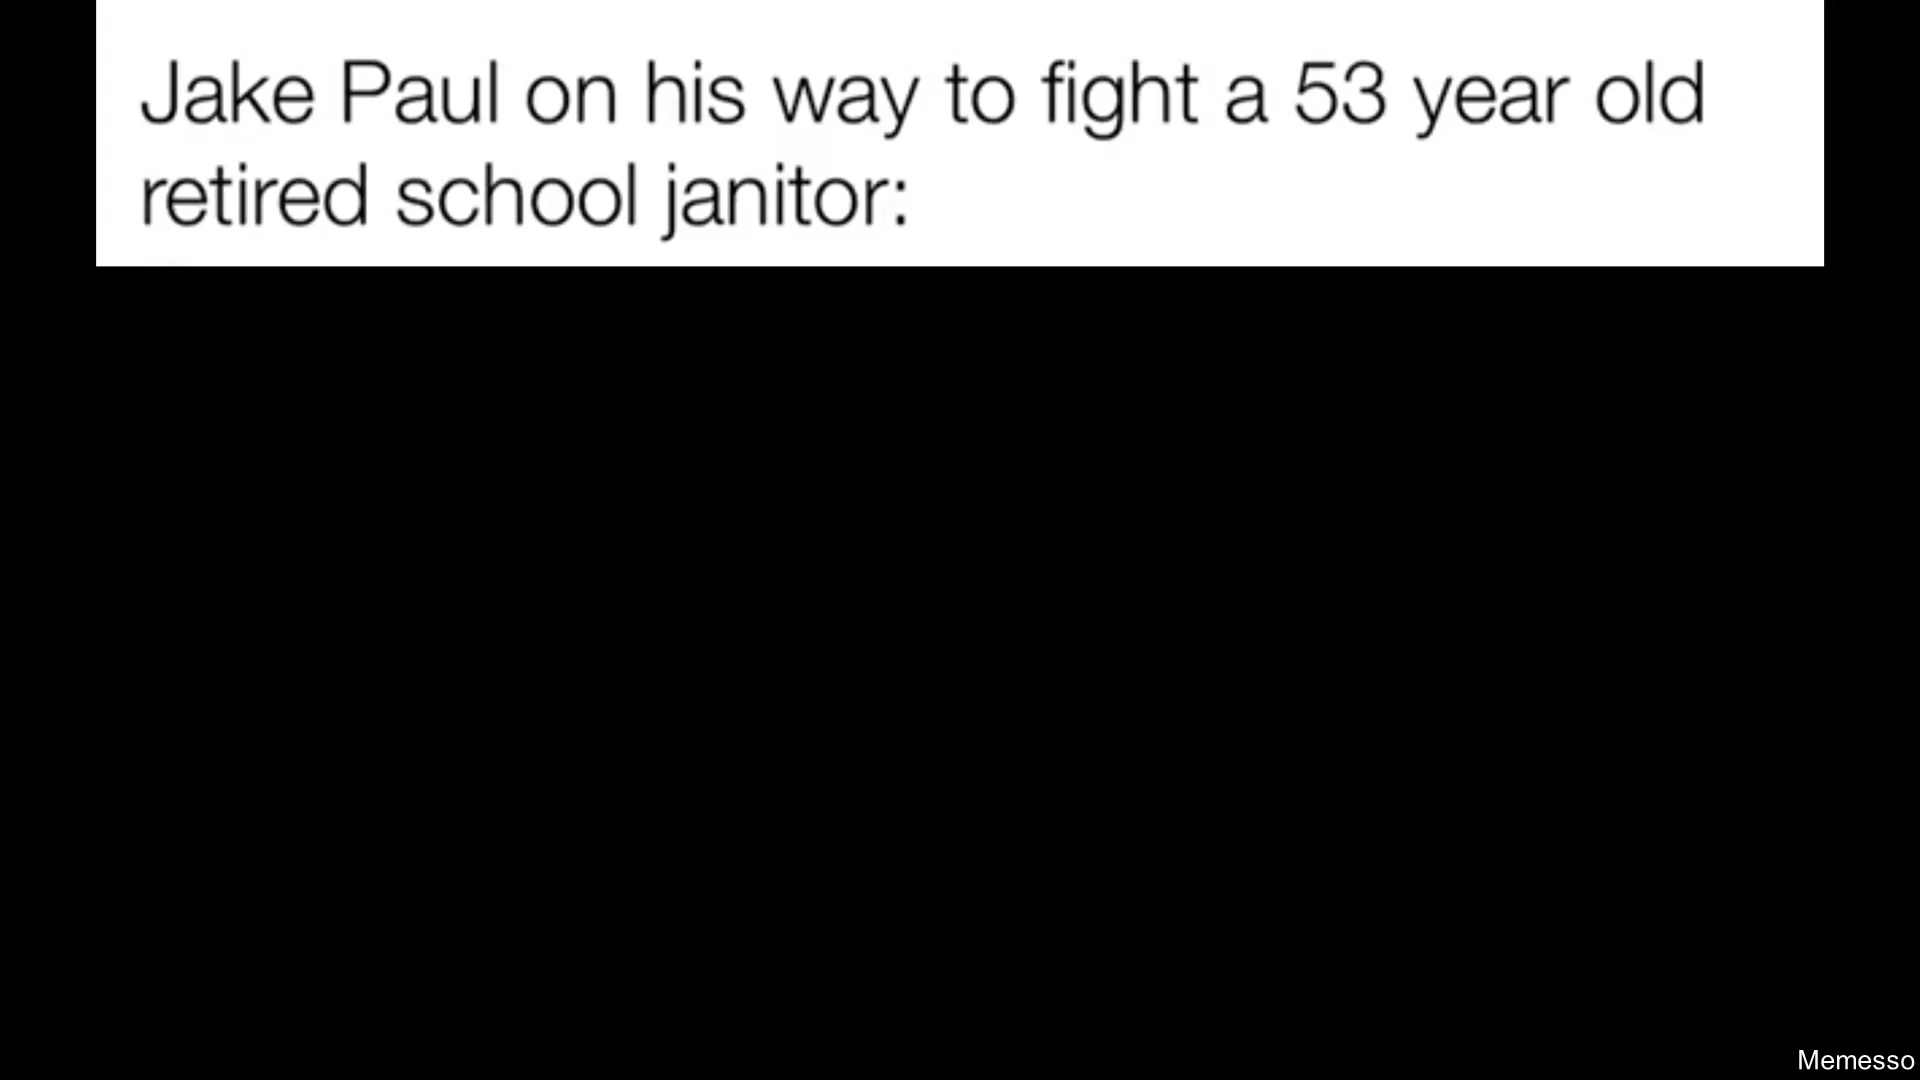 Jake Paul on his way to fight a 53 year old
retired school janitor:
Memesso